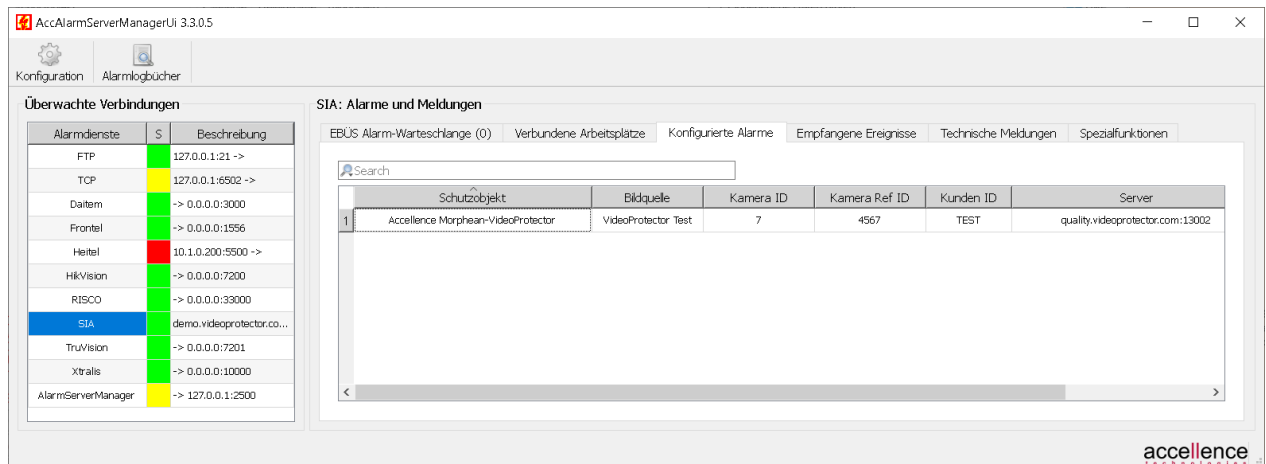 AccAlarmServerManagerUi 3.3.0.5
Konfiguration Alarmlogbücher
Überwachte Verbindungen
Alarmdienste S Beschreibung
FTP 127.0.0.1:21 ->
TCP 127.0.0.1:6502 ->
Daitem -> 0.0.0.0:3000
Frontel -> 0.0.0.0:1556
Heitel 10.1.0.200:5500 ->
HikVision -> 0.0.0.0:7200
RISCO -> 0.0.0.0:33000
SIA demo.videoprotector.co...
TruVision -> 0.0.0.0:7201
Xtralis -> 0.0.0.0:10000
AlarmServerManager -> 127.0.0.1:2500
SIA: Alarme und Meldungen
EBÜS Alarm-Warteschlange (0) Verbundene Arbeitsplätze Konfigurierte Alarme Empfangene Ereignisse Technische Meldungen Spezialfunktionen
Search
Schutzobjekt Bildquelle Kamera ID Kamera Ref ID Kunden ID Server
1 Accellence Morphean-VideoProtector VideoProtector Test 7 4567 TEST quality.videoprotector.com:13002
accellence
technologies